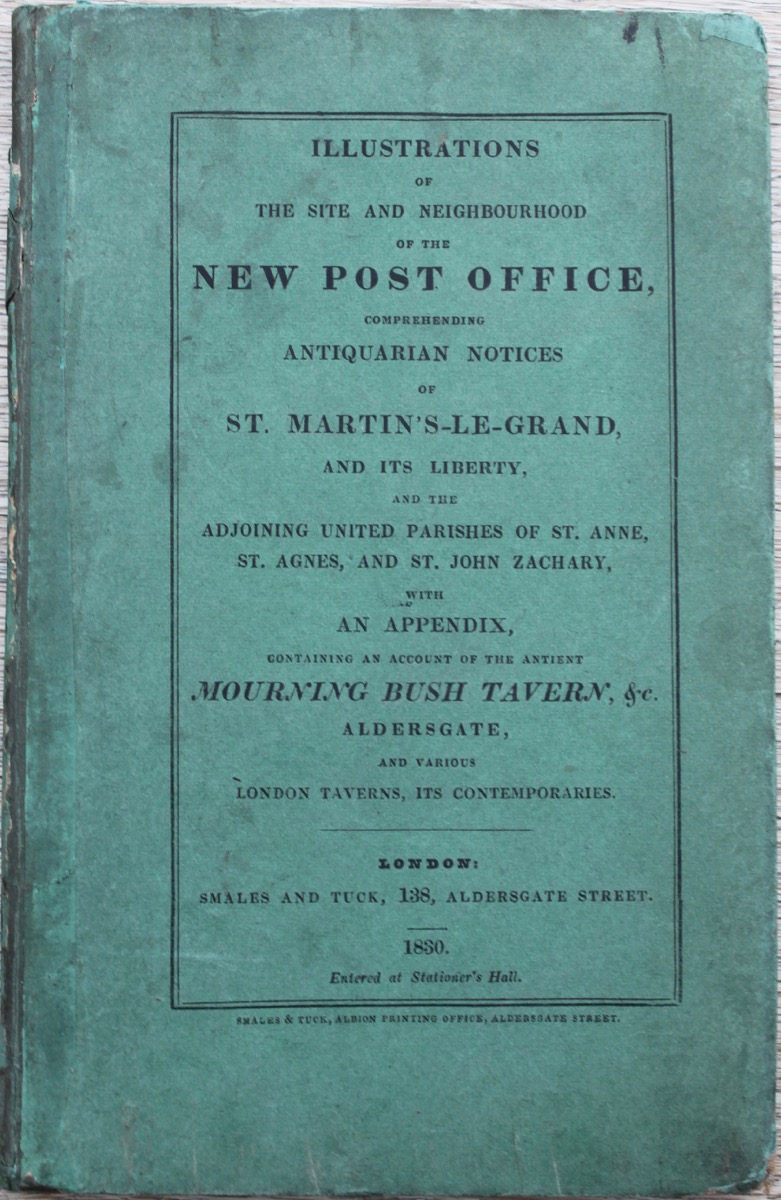 ILLUSTRATIONS
OF
THE SITE AND NEIGHBOURHOOD
OF THE
NEW POST OFFICE,
COMPREHENDING
ANTIQUARIAN NOTICES
OF
ST. MARTIN'S-LE-GRAND,
AND ITS LIBERTY,
AND THE
ADJOINING UNITED PARISHES OF ST. ANNE,
ST. AGNES, AND ST. JOHN ZACHARY,
WITH
AN APPENDIX,
CONTAINING AN ACCOUNT OF THE ANTIENT
MOURNING BUSH TAVERN, &c.
ALDERSGATE,
AND VARIOUS
LONDON TAVERNS, ITS CONTEMPORARIES.
LONDON:
SMALES AND TUCK, 138, ALDERSGATE STREET.
1830.
Entered at Stationer's Hall.
SMALES & TUCK, ALBION PRINTING OFFICE, ALDERSGATE STREET.